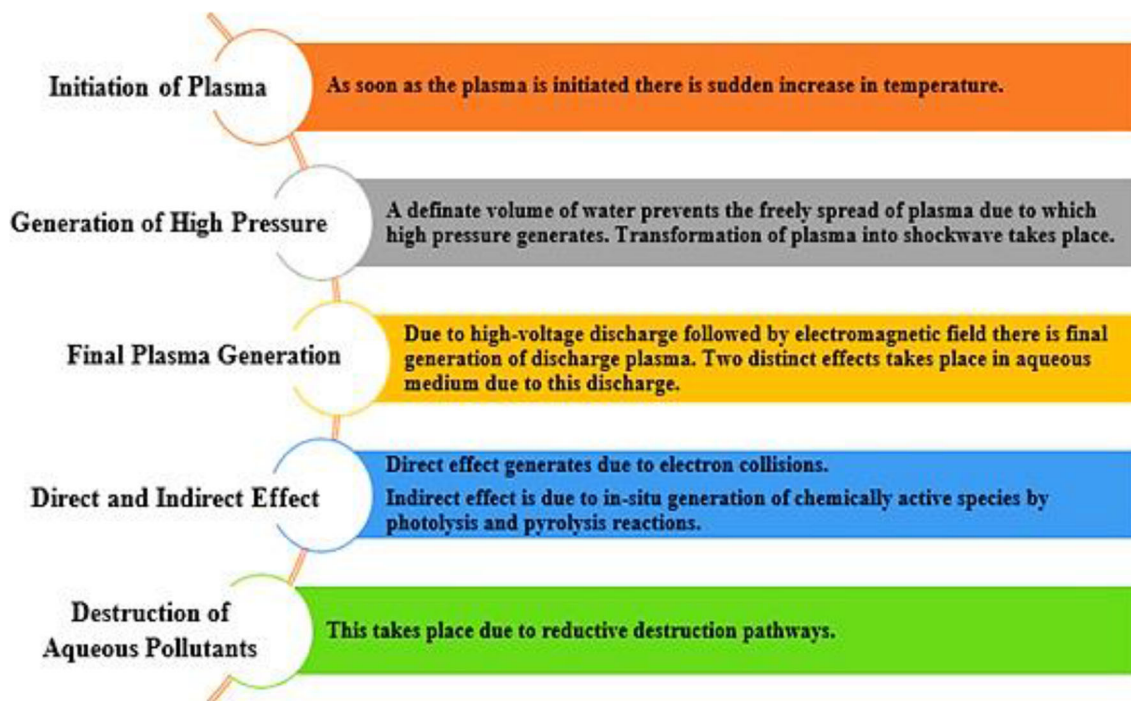 Initiation of Plasma
As soon as the plasma is initiated there is sudden increase in temperature.
Generation of High Pressure
A definate volume of water prevents the freely spread of plasma due to which
high pressure generates. Transformation of plasma into shockwave takes place.
Final Plasma Generation
Due to high-voltage discharge followed by electromagnetic field there is final
generation of discharge plasma. Two distinct effects takes place in aqueous
medium due to this discharge.
Direct and Indirect Effect
Direct effect generates due to electron collisions.
Indirect effect is due to in-situ generation of chemically active species by
photolysis and pyrolysis reactions.
Destruction of
Aqueous Pollutants
This takes place due to reductive destruction pathways.